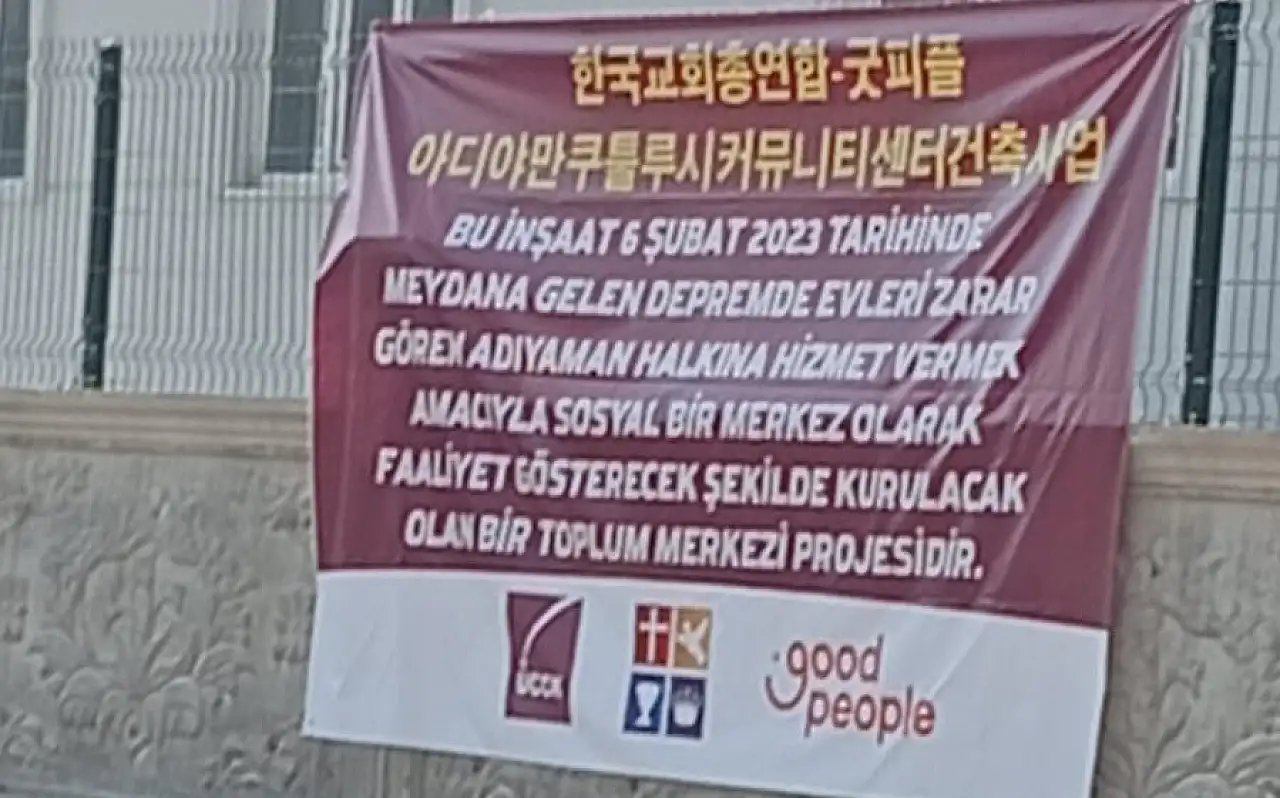 한국교회총연합-굿피플
아디야만쿠툴루시커뮤니티센터건축사업
BU İNŞAAT 6 ŞUBAT 2023 TARİHİNDE
MEYDANA GELEN DEPREMDE EVLERİ ZARAR
GÖREN ADIYAMAN HALKINA HİZMET VERMEK
AMACIYLA SOSYAL BİR MERKEZ OLARAK
FAALİYET GÖSTERECEK ŞEKİLDE KURULACAK
OLAN BİR TOPLUM MERKEZİ PROJESİDİR.
UCCK
good
people